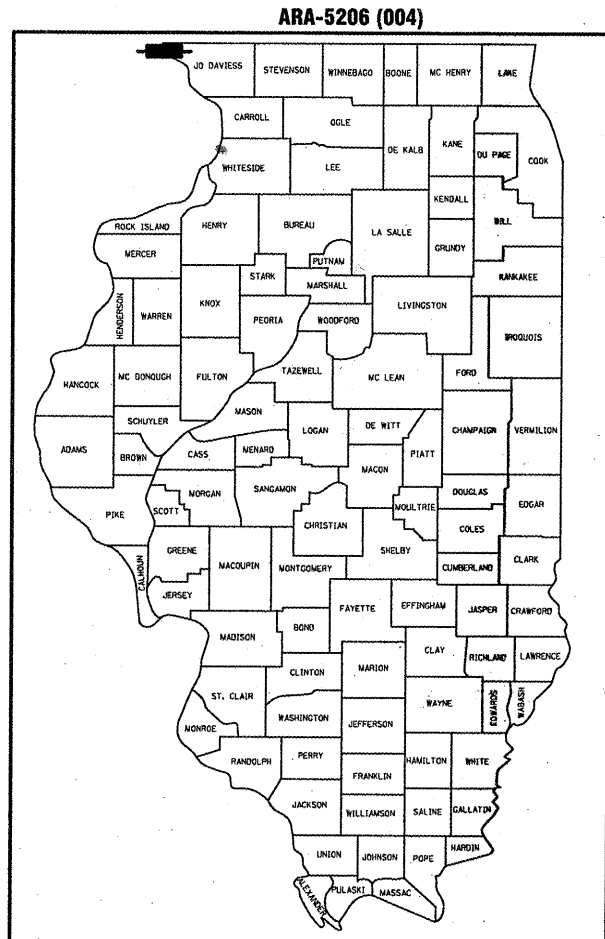 ARA-5206 (004)
JO DAVIESS
STEVENSON
WINNEBAGO
BOONE
MC HENRY
LAKE
CARROLL
OGLE
DE KALB
KANE
DU PAGE
COOK
WHITESIDE
LEE
KENDALL
WILL
ROCK ISLAND
HENRY
BUREAU
LA SALLE
GRUNDY
MERCER
PUTNAM
STARK
MARSHALL
KANKAKEE
HENDERSON
WARREN
KNOX
PEORIA
WOODFORD
LIVINGSTON
IROQUOIS
HANCOCK
MC DONOUGH
FULTON
TAZEWELL
MC LEAN
FORD
SCHUYLER
MASON
LOGAN
DE WITT
CHAMPAIGN
VERMILION
ADAMS
BROWN
CASS
MENARD
MACON
PIATT
PIKE
SCOTT
MORGAN
SANGAMON
CHRISTIAN
MOULTRIE
DOUGLAS
EDGAR
COLES
GREENE
CALHOUN
MACOUPIN
MONTGOMERY
SHELBY
CUMBERLAND
CLARK
JERSEY
FAYETTE
EFFINGHAM
JASPER
CRAWFORD
MADISON
BOND
CLAY
RICHLAND
LAWRENCE
CLINTON
MARION
ST. CLAIR
WAYNE
EDWARDS
WABASH
WASHINGTON
JEFFERSON
MONROE
RANDOLPH
PERRY
HAMILTON
WHITE
FRANKLIN
JACKSON
WILLIAMSON
SALINE
GALLATIN
UNION
JOHNSON
POPE
HARDIN
ALEXANDER
PULASKI
MASSAC